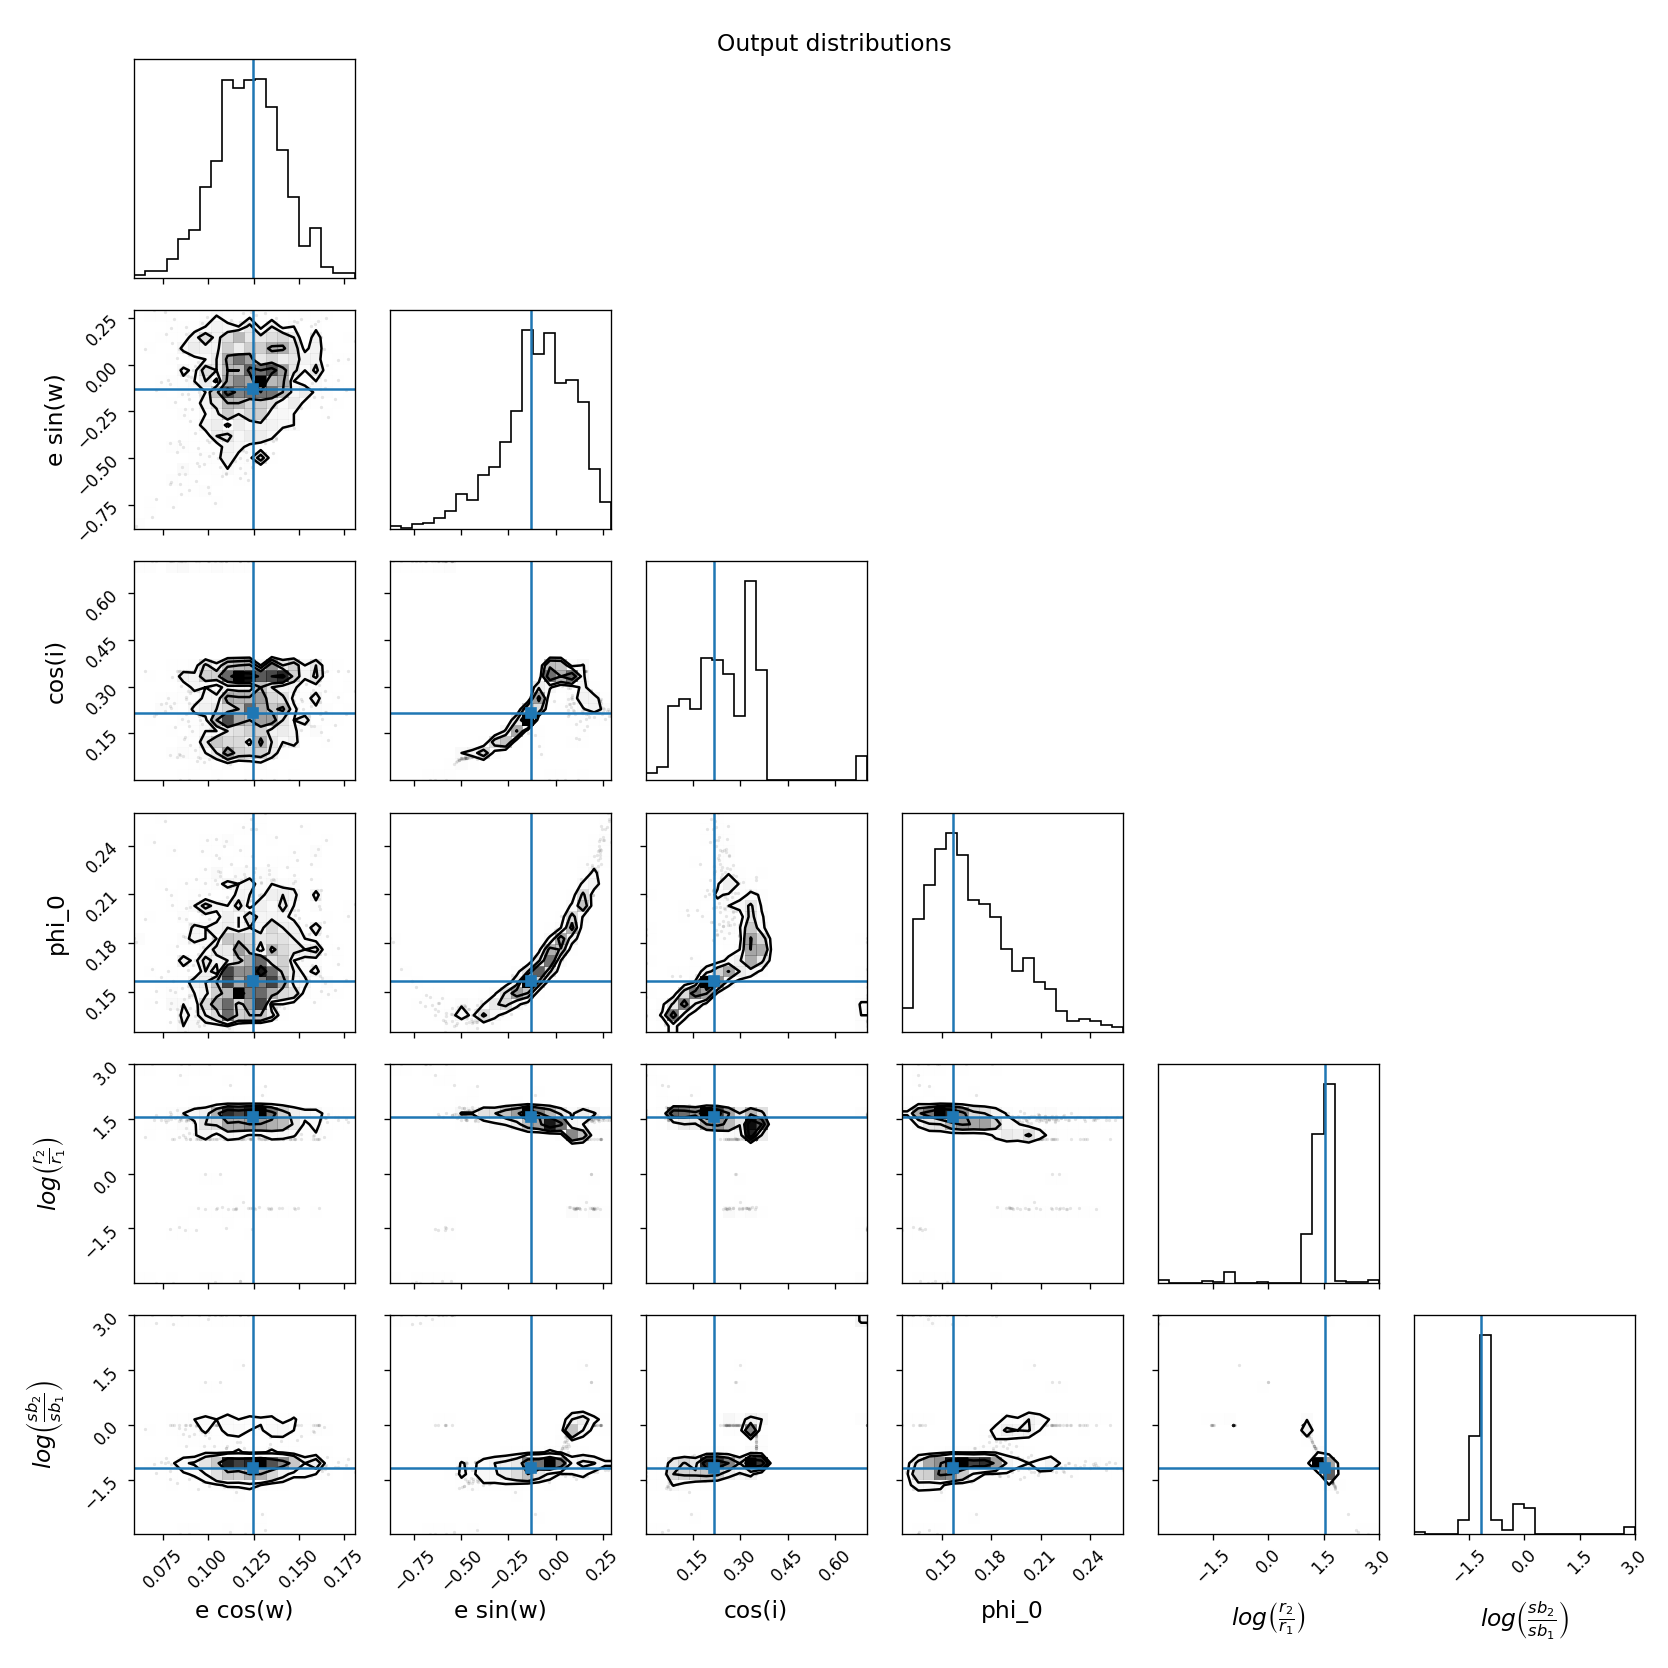 Output distributions
e sin(w)
0.25
0.00
−0.25
−0.50
−0.75
cos(i)
0.60
0.45
0.30
0.15
phi_0
0.24
0.21
0.18
0.15
log(r2/r1)
3.0
1.5
0.0
−1.5
log(sb2/sb1)
3.0
1.5
0.0
−1.5
0.075 0.100 0.125 0.150 0.175
−0.75 −0.50 −0.25 0.00 0.25
0.15 0.30 0.45 0.60
0.15 0.18 0.21 0.24
−1.5 0.0 1.5 3.0
−1.5 0.0 1.5 3.0
e cos(w) e sin(w) cos(i) phi_0 log(r2/r1) log(sb2/sb1)